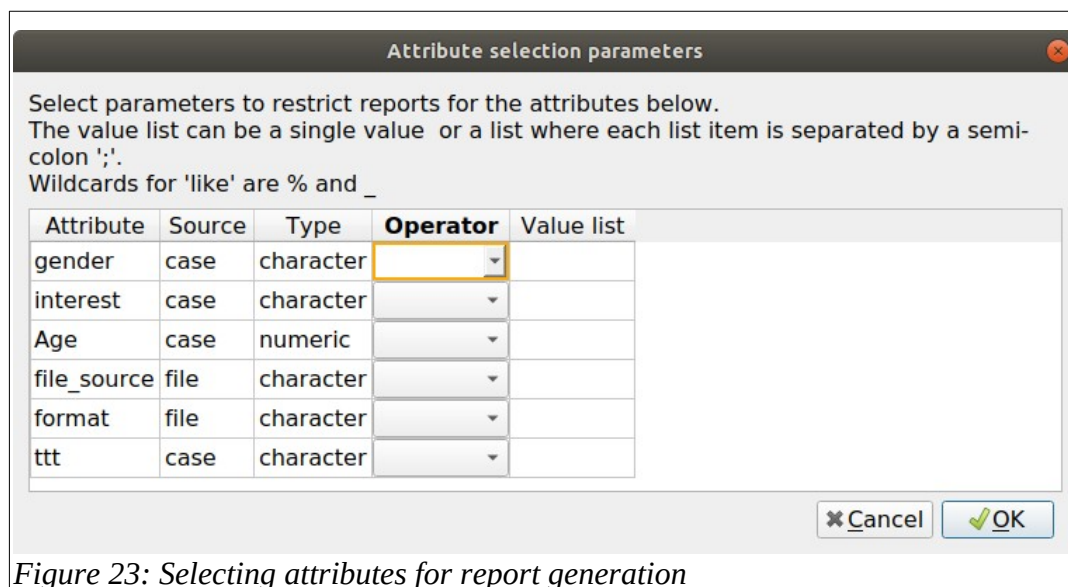 Attribute selection parameters
Select parameters to restrict reports for the attributes below.
The value list can be a single value  or a list where each list item is separated by a semi-
colon ';'.
Wildcards for 'like' are % and _
Attribute Source Type Operator Value list
gender case character
interest case character
Age case numeric
file_source file character
format file character
ttt case character
Cancel OK
Figure 23: Selecting attributes for report generation